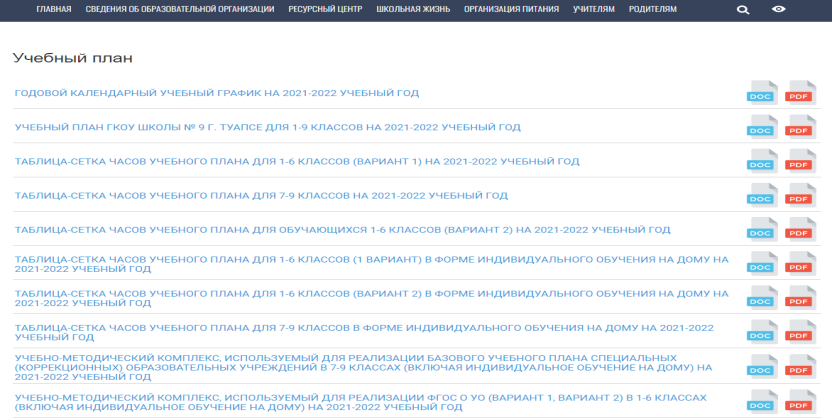 ГЛАВНАЯ СВЕДЕНИЯ ОБ ОБРАЗОВАТЕЛЬНОЙ ОРГАНИЗАЦИИ РЕСУРСНЫЙ ЦЕНТР ШКОЛЬНАЯ ЖИЗНЬ ОРГАНИЗАЦИЯ ПИТАНИЯ УЧИТЕЛЯМ РОДИТЕЛЯМ
Учебный план
ГОДОВОЙ КАЛЕНДАРНЫЙ УЧЕБНЫЙ ГРАФИК НА 2021-2022 УЧЕБНЫЙ ГОД DOC PDF
УЧЕБНЫЙ ПЛАН ГКОУ ШКОЛЫ № 9 Г. ТУАПСЕ ДЛЯ 1-9 КЛАССОВ НА 2021-2022 УЧЕБНЫЙ ГОД DOC PDF
ТАБЛИЦА-СЕТКА ЧАСОВ УЧЕБНОГО ПЛАНА ДЛЯ 1-6 КЛАССОВ (ВАРИАНТ 1) НА 2021-2022 УЧЕБНЫЙ ГОД DOC PDF
ТАБЛИЦА-СЕТКА ЧАСОВ УЧЕБНОГО ПЛАНА ДЛЯ 7-9 КЛАССОВ НА 2021-2022 УЧЕБНЫЙ ГОД DOC PDF
ТАБЛИЦА-СЕТКА ЧАСОВ УЧЕБНОГО ПЛАНА ДЛЯ ОБУЧАЮЩИХСЯ 1-6 КЛАССОВ (ВАРИАНТ 2) НА 2021-2022 УЧЕБНЫЙ ГОД DOC PDF
ТАБЛИЦА-СЕТКА ЧАСОВ УЧЕБНОГО ПЛАНА ДЛЯ 1-6 КЛАССОВ (1 ВАРИАНТ) В ФОРМЕ ИНДИВИДУАЛЬНОГО ОБУЧЕНИЯ НА ДОМУ НА
2021-2022 УЧЕБНЫЙ ГОД DOC PDF
ТАБЛИЦА-СЕТКА ЧАСОВ УЧЕБНОГО ПЛАНА ДЛЯ 1-6 КЛАССОВ (ВАРИАНТ 2) В ФОРМЕ ИНДИВИДУАЛЬНОГО ОБУЧЕНИЯ НА ДОМУ НА
2021-2022 УЧЕБНЫЙ ГОД DOC PDF
ТАБЛИЦА-СЕТКА ЧАСОВ УЧЕБНОГО ПЛАНА ДЛЯ 7-9 КЛАССОВ В ФОРМЕ ИНДИВИДУАЛЬНОГО ОБУЧЕНИЯ НА ДОМУ НА 2021-2022
УЧЕБНЫЙ ГОД DOC PDF
УЧЕБНО-МЕТОДИЧЕСКИЙ КОМПЛЕКС, ИСПОЛЬЗУЕМЫЙ ДЛЯ РЕАЛИЗАЦИИ БАЗОВОГО УЧЕБНОГО ПЛАНА СПЕЦИАЛЬНЫХ
(КОРРЕКЦИОННЫХ) ОБРАЗОВАТЕЛЬНЫХ УЧРЕЖДЕНИЙ В 7-9 КЛАССАХ (ВКЛЮЧАЯ ИНДИВИДУАЛЬНОЕ ОБУЧЕНИЕ НА ДОМУ) НА
2021-2022 УЧЕБНЫЙ ГОД DOC PDF
УЧЕБНО-МЕТОДИЧЕСКИЙ КОМПЛЕКС, ИСПОЛЬЗУЕМЫЙ ДЛЯ РЕАЛИЗАЦИИ ФГОС О УО (ВАРИАНТ 1, ВАРИАНТ 2) В 1-6 КЛАССАХ
(ВКЛЮЧАЯ ИНДИВИДУАЛЬНОЕ ОБУЧЕНИЕ НА ДОМУ) НА 2021-2022 УЧЕБНЫЙ ГОД DOC PDF